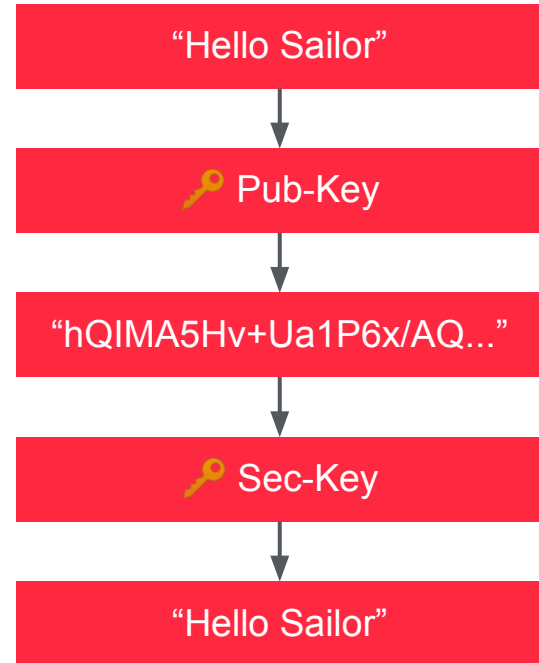 “Hello Sailor”
🔑 Pub-Key
“hQIMA5Hv+Ua1P6x/AQ...”
🔑 Sec-Key
“Hello Sailor”